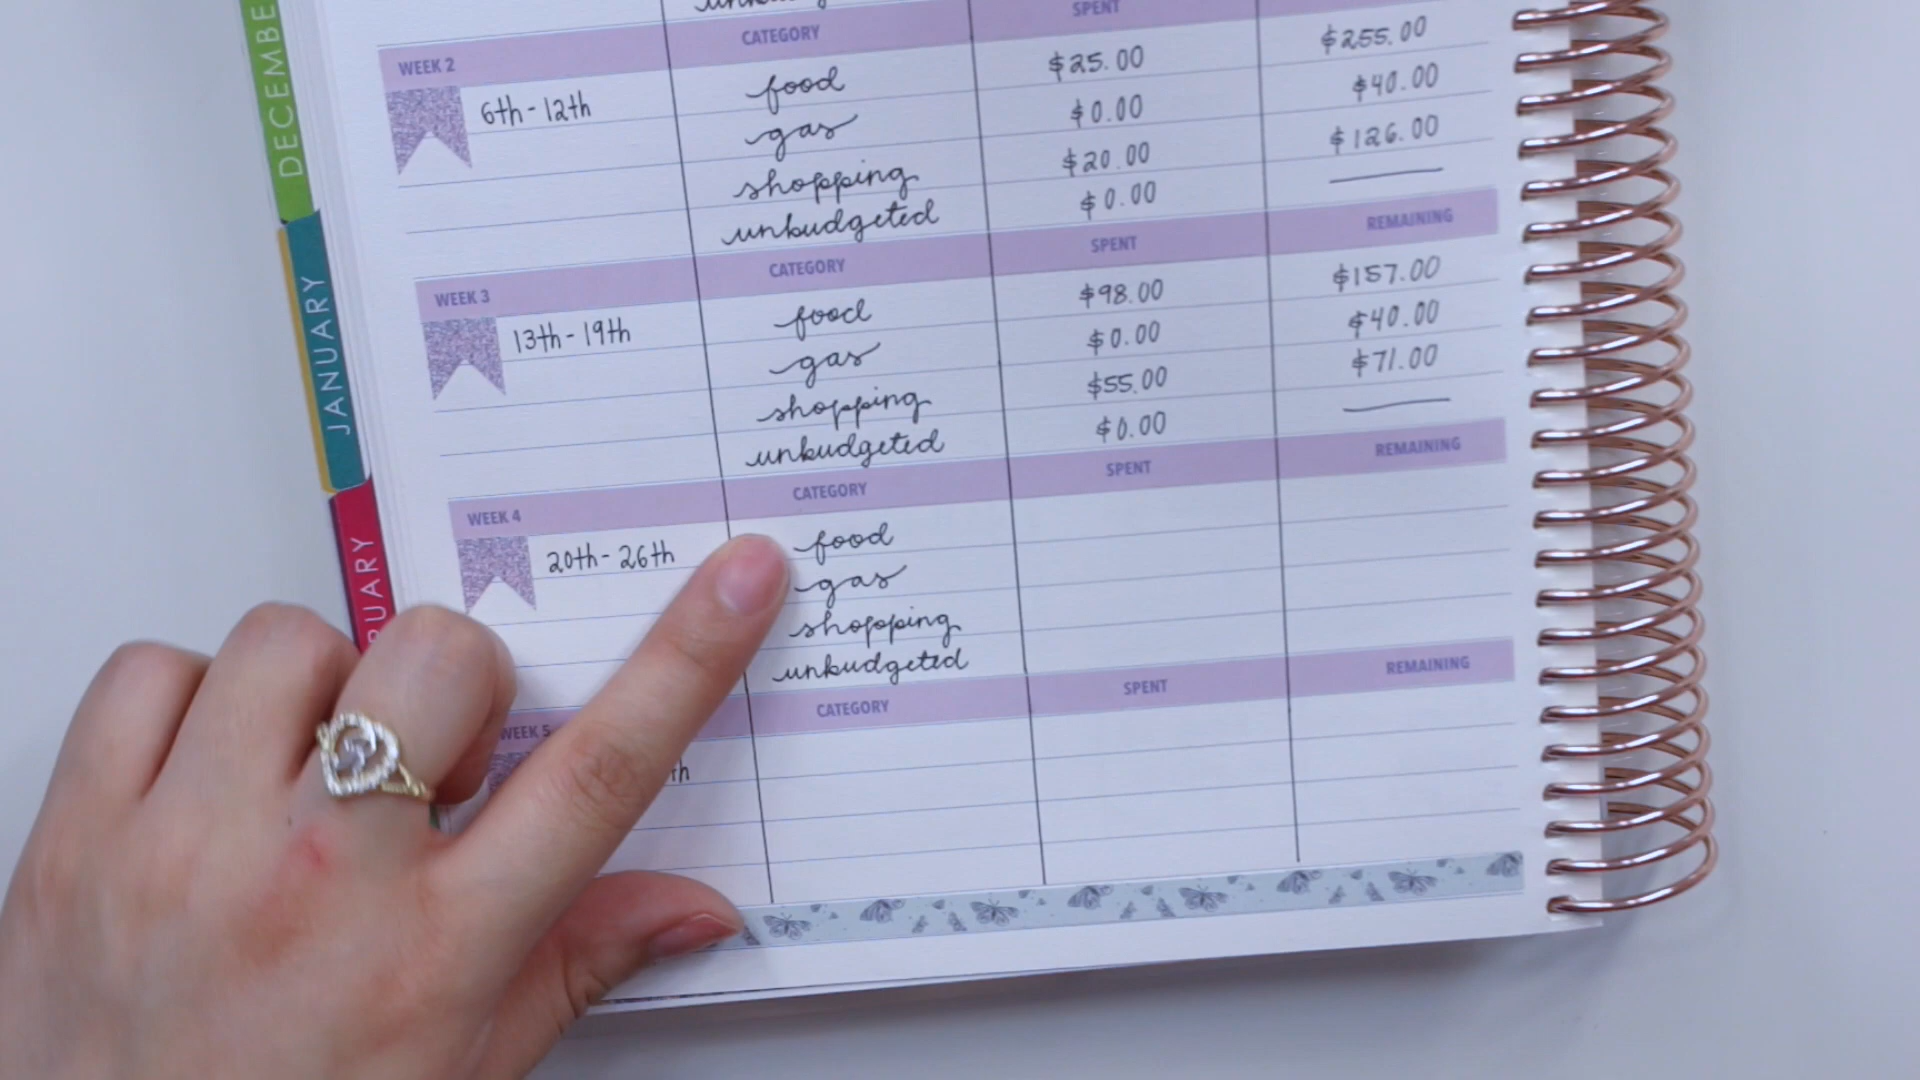 DECEMBE
JANUARY
RUARY
CATEGORY SPENT
WEEK 2
6th - 12th food $25.00 $255.00
gas $0.00 $40.00
shopping $20.00 $126.00
unbudgeted $0.00
WEEK 3 CATEGORY SPENT REMAINING
13th - 19th food $98.00 $157.00
gas $0.00 $40.00
shopping $55.00 $71.00
unbudgeted $0.00
WEEK 4 CATEGORY SPENT REMAINING
20th - 26th food
gas
shopping
unbudgeted
WEEK 5 CATEGORY SPENT REMAINING
th